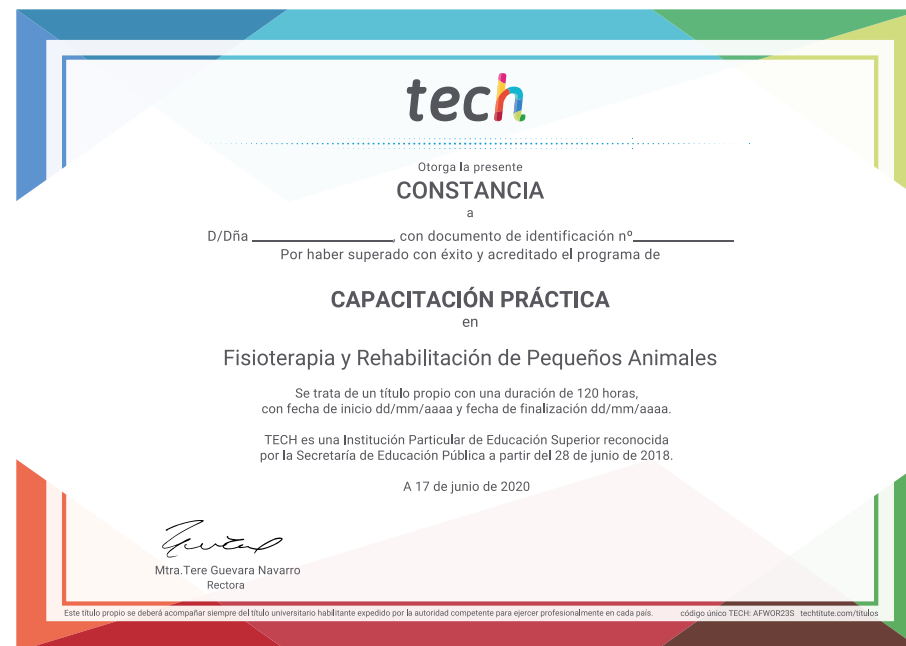 tech
Otorga la presente
CONSTANCIA
a
D/Dña ____________________, con documento de identificación nº______________
Por haber superado con éxito y acreditado el programa de
CAPACITACIÓN PRÁCTICA
en
Fisioterapia y Rehabilitación de Pequeños Animales
Se trata de un título propio con una duración de 120 horas,
con fecha de inicio dd/mm/aaaa y fecha de finalización dd/mm/aaaa.
TECH es una Institución Particular de Educación Superior reconocida
por la Secretaría de Educación Pública a partir del 28 de junio de 2018.
A 17 de junio de 2020
Mtra.Tere Guevara Navarro
Rectora
Este título propio se deberá acompañar siempre del título universitario habilitante expedido por la autoridad competente para ejercer profesionalmente en cada país. código único TECH: AFWOR23S techtitute.com/títulos